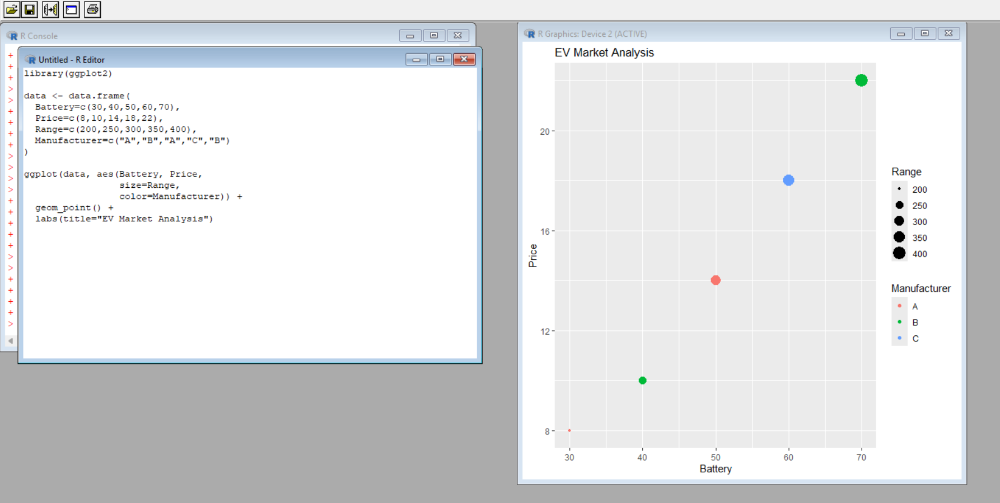 R Console
+
+
+
>
>
+
+
+
+
>
>
>
>
+
+
+
+
+
>
>
+
+
+
+
>
Untitled - R Editor
library(ggplot2)
data <- data.frame(
  Battery=c(30,40,50,60,70),
  Price=c(8,10,14,18,22),
  Range=c(200,250,300,350,400),
  Manufacturer=c("A","B","A","C","B")
)
ggplot(data, aes(Battery, Price,
                 size=Range,
                 color=Manufacturer)) +
  geom_point() +
  labs(title="EV Market Analysis")
R Graphics: Device 2 (ACTIVE)
EV Market Analysis
20
16
12
8
Price
30 40 50 60 70
Battery
Range
200
250
300
350
400
Manufacturer
A
B
C